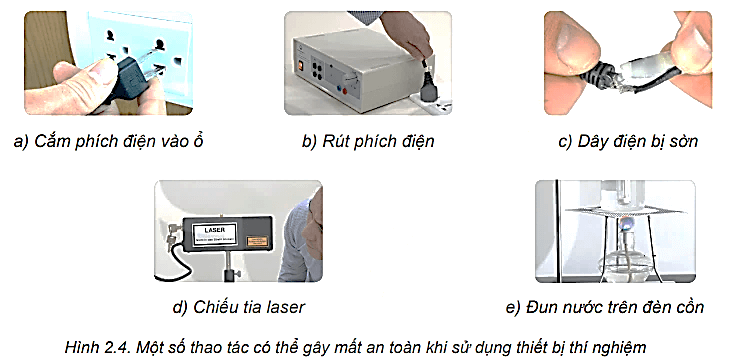 a) Cắm phích điện vào ổ
b) Rút phích điện
c) Dây điện bị sờn
LASER
d) Chiếu tia laser
e) Đun nước trên đèn cồn
Hình 2.4. Một số thao tác có thể gây mất an toàn khi sử dụng thiết bị thí nghiệm